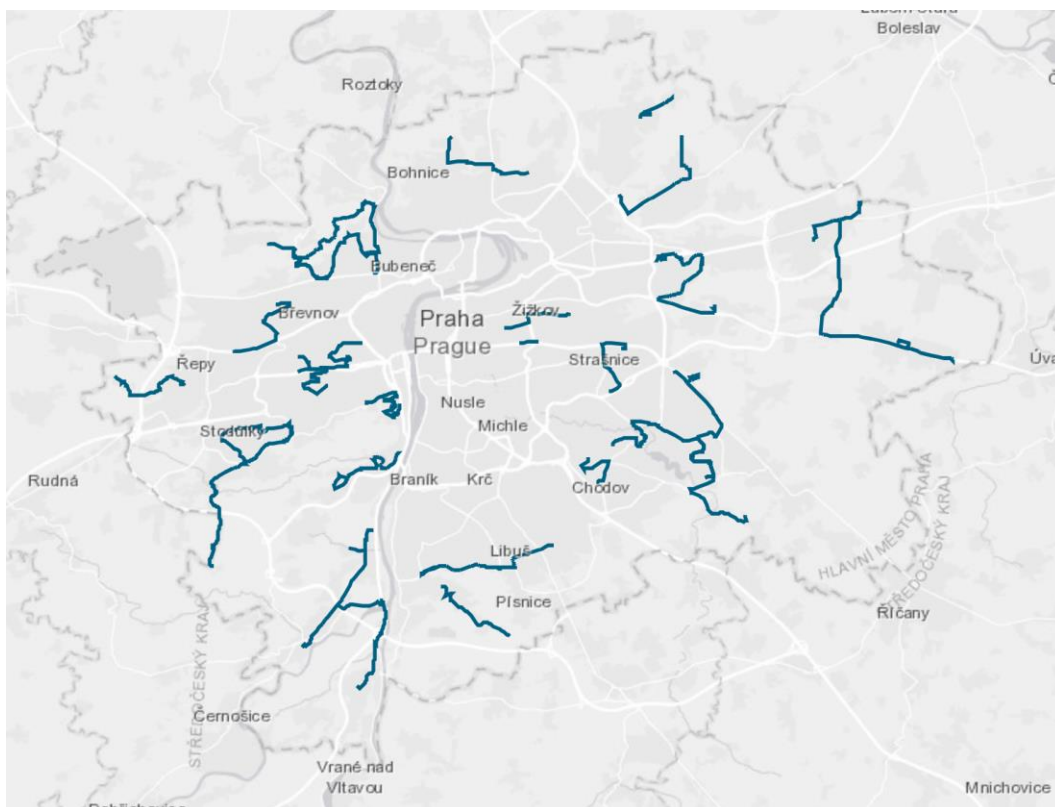 Boleslav
Roztoky
Bohnice
Bubeneč
Břevnov
Žižkov
Praha
Prague
Řepy
Strašnice
Úva
Nusle
Stodůlky
Michle
Rudná
Braník
Krč
Chodov
HLAVNÍ MĚSTO PRAHA
STŘEDOČESKÝ KRAJ
Libuš
Písnice
Říčany
STŘEDOČESKÝ KRAJ
Černošice
Vrané nad
Vltavou
Mnichovice